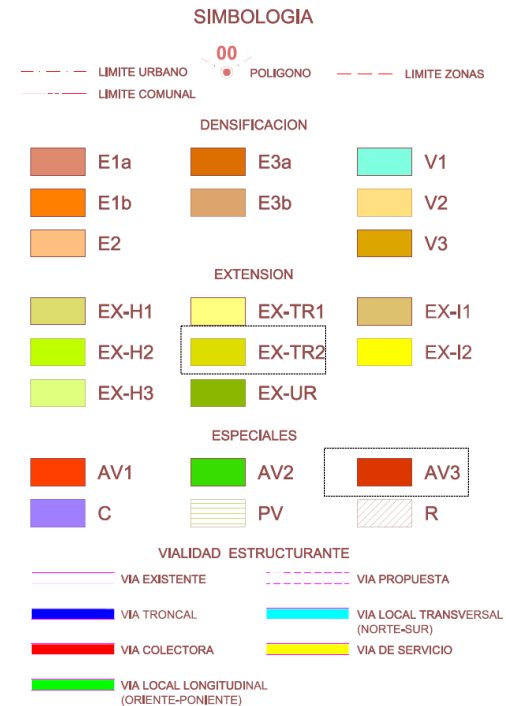 SIMBOLOGIA
00
LIMITE URBANO POLIGONO LIMITE ZONAS
LIMITE COMUNAL
DENSIFICACION
E1a E3a V1
E1b E3b V2
E2 V3
EXTENSION
EX-H1 EX-TR1 EX-I1
EX-H2 EX-TR2 EX-I2
EX-H3 EX-UR
ESPECIALES
AV1 AV2 AV3
C PV R
VIALIDAD ESTRUCTURANTE
VIA EXISTENTE VIA PROPUESTA
VIA TRONCAL VIA LOCAL TRANSVERSAL
(NORTE-SUR)
VIA COLECTORA VIA DE SERVICIO
VIA LOCAL LONGITUDINAL
(ORIENTE-PONIENTE)